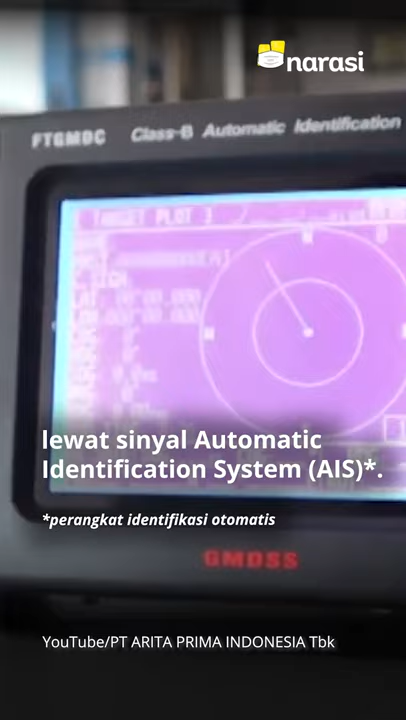 narasi
FTGMDC Class-B Automatic Identification
TARGET PLOT 3
N
lewat sinyal Automatic
Identification System (AIS)*.
*perangkat identifikasi otomatis
GMDSS
YouTube/PT ARITA PRIMA INDONESIA Tbk